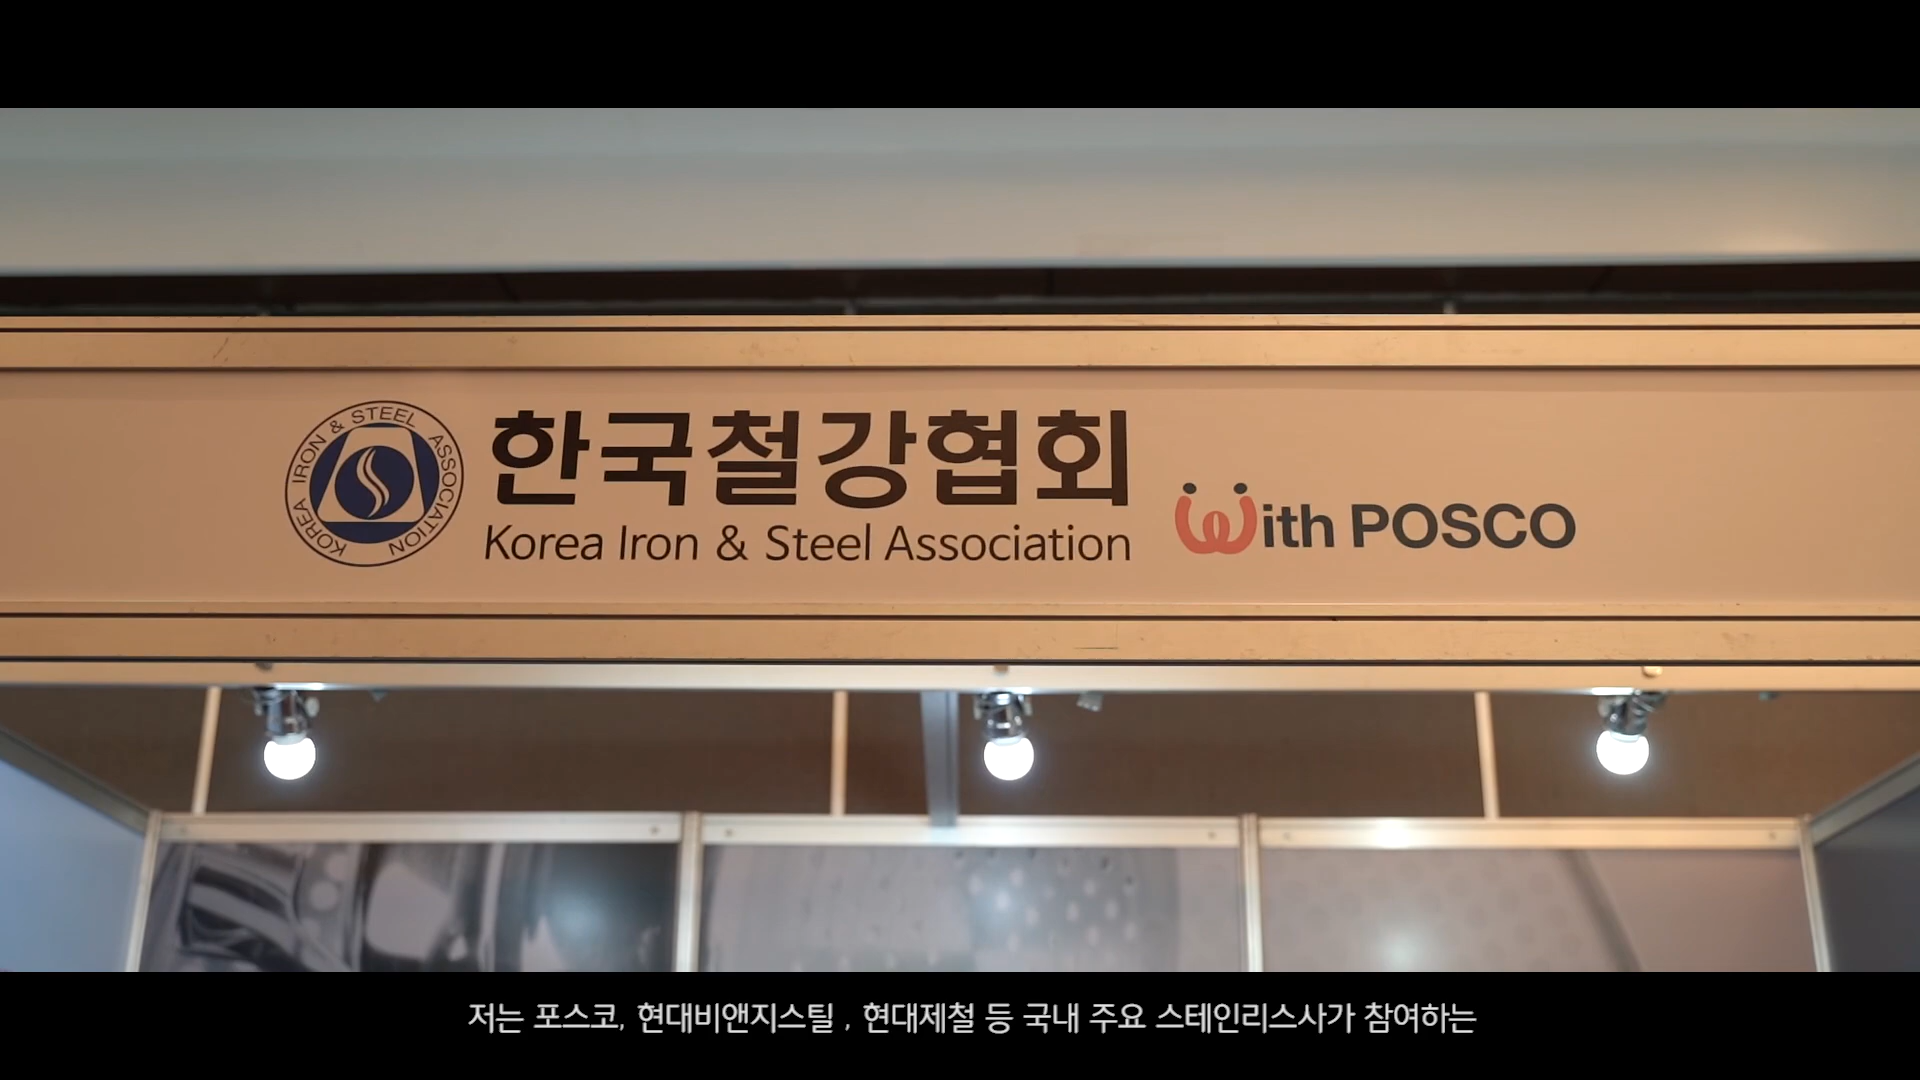 KOREA IRON & STEEL ASSOCIATION
한국철강협회
Korea Iron & Steel Association
With POSCO
저는 포스코, 현대비앤지스틸 , 현대제철 등 국내 주요 스테인리스사가 참여하는